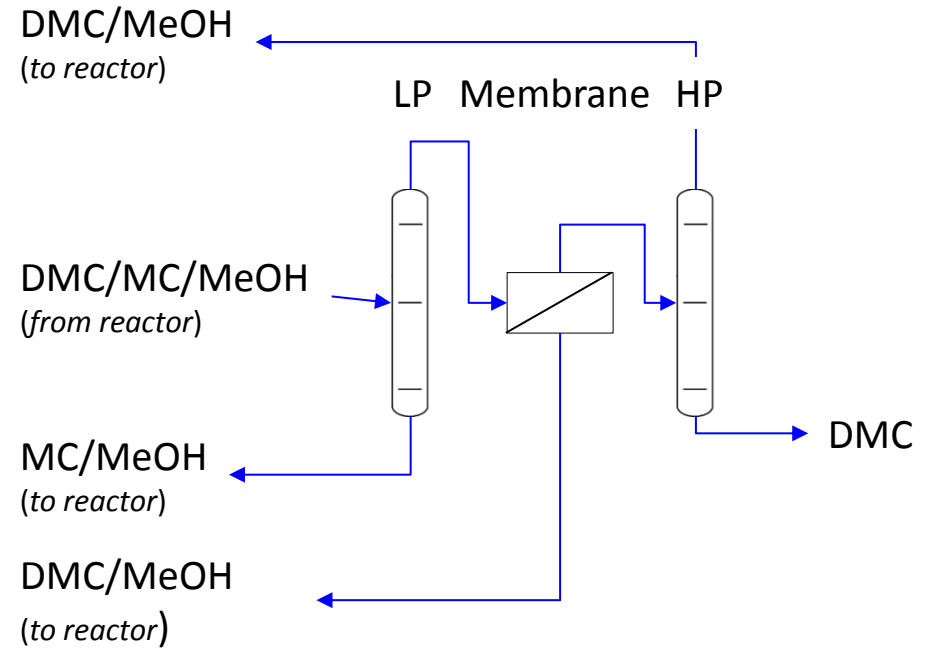 DMC/MeOH
(to reactor)
LP Membrane HP
DMC/MC/MeOH
(from reactor)
DMC
MC/MeOH
(to reactor)
DMC/MeOH
(to reactor)